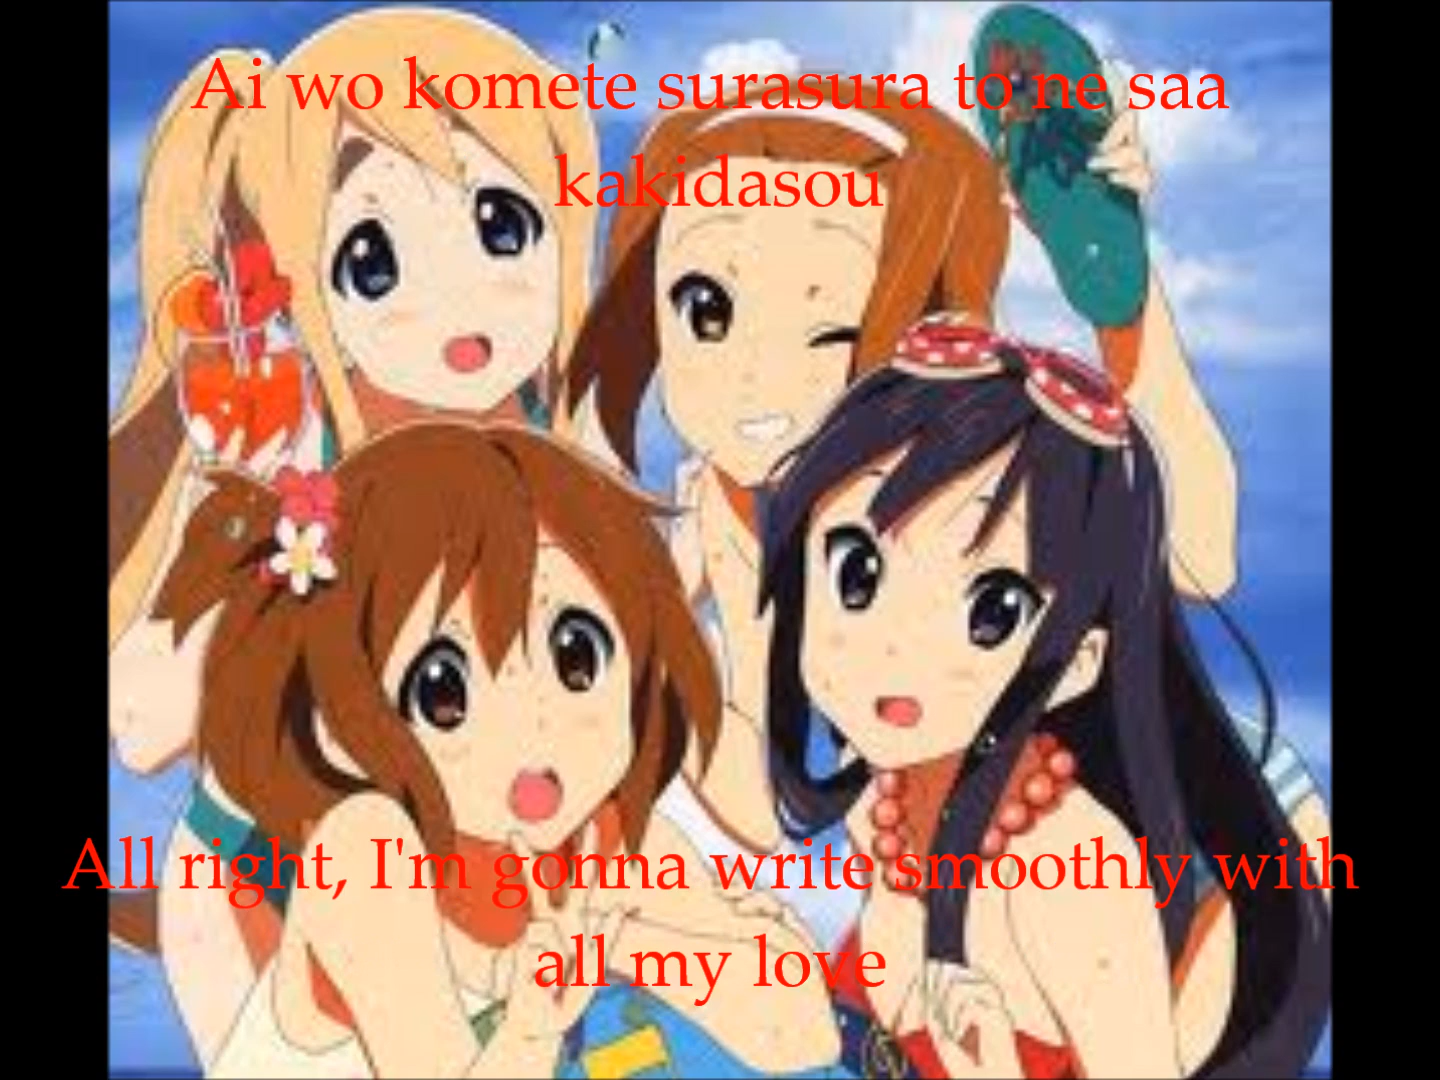 Ai wo komete surasura to ne saa
kakidasou
All right, I'm gonna write smoothly with
all my love